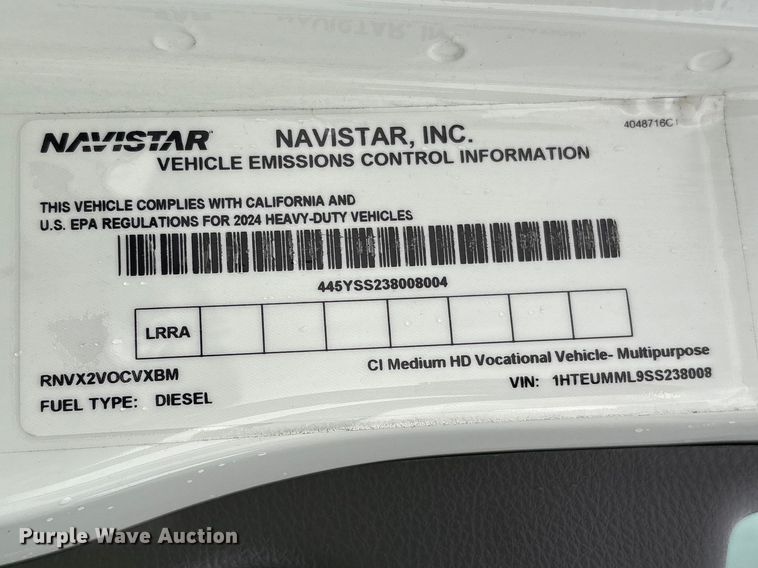 NAVISTAR
NAVISTAR, INC.
4048716C1
VEHICLE EMISSIONS CONTROL INFORMATION
THIS VEHICLE COMPLIES WITH CALIFORNIA AND
U.S. EPA REGULATIONS FOR 2024 HEAVY-DUTY VEHICLES
445YSS238008004
LRRA
CI Medium HD Vocational Vehicle- Multipurpose
RNVX2VOCVXBM
VIN: 1HTEUMML9SS238008
FUEL TYPE: DIESEL
Purple Wave Auction